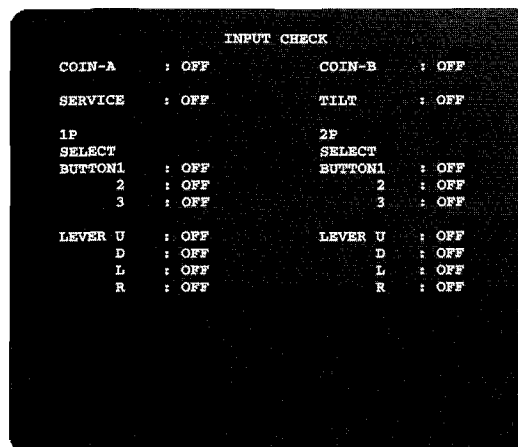 INPUT CHECK
COIN-A : OFF COIN-B : OFF
SERVICE : OFF TILT : OFF
1P 2P
SELECT SELECT
BUTTON1 : OFF BUTTON1 : OFF
2 : OFF 2 : OFF
3 : OFF 3 : OFF
LEVER U : OFF LEVER U : OFF
D : OFF D : OFF
L : OFF L : OFF
R : OFF R : OFF